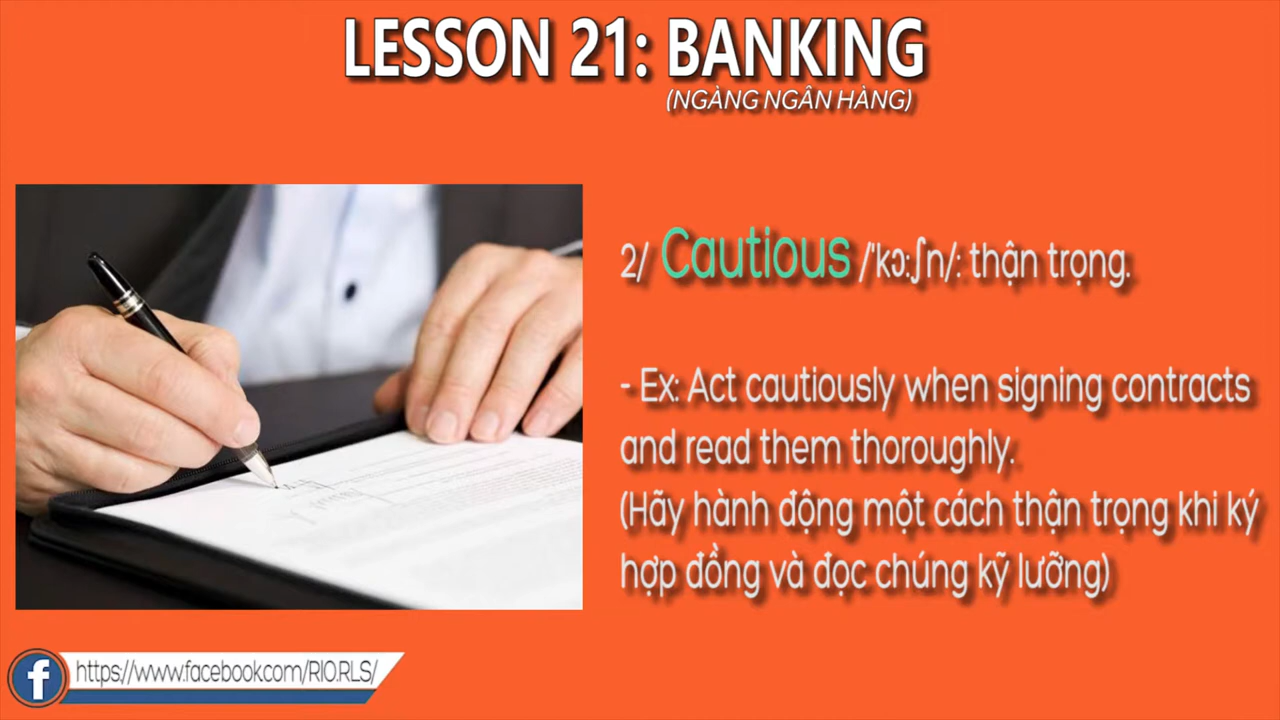 LESSON 21: BANKING
(NGÀNG NGÂN HÀNG)
2/ Cautious /'kɔ:ʃn/: thận trọng.
- Ex: Act cautiously when signing contracts
and read them thoroughly.
(Hãy hành động một cách thận trọng khi ký
hợp đồng và đọc chúng kỹ lưỡng)
https://www.facebook.com/RIO.RLS/